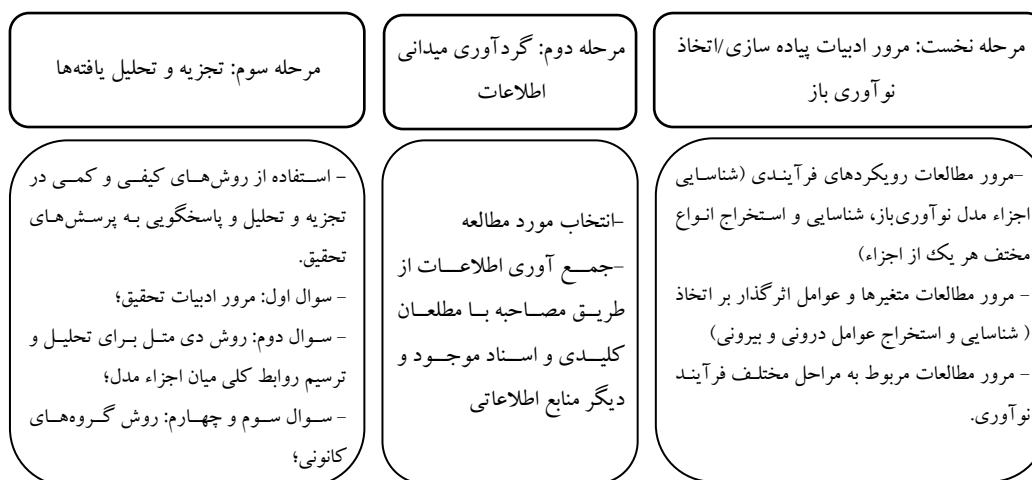 مرحله نخست: مرور ادبیات پیاده سازی/اتخاذ
نوآوری باز
-مرور مطالعات رویکردهای فرآیندی (شناسایی
اجزاء مدل نوآوری‌باز، شناسایی و استخراج انواع
مختف هر یک از اجزاء)
- مرور مطالعات متغیرها و عوامل اثرگذار بر اتخاذ
( شناسایی و استخراج عوامل درونی و بیرونی)
- مرور مطالعات مربوط به مراحل مختلف فرآیند
نوآوری.
مرحله دوم: گردآوری میدانی
اطلاعات
-انتخاب مورد مطالعه
-جمع آوری اطلاعات از
طریق مصاحبه با مطلعان
کلیدی و اسناد موجود و
دیگر منابع اطلاعاتی
مرحله سوم: تجزیه و تحلیل یافته‌ها
- استفاده از روش‌های کیفی و کمی در
تجزیه و تحلیل و پاسخگویی به پرسش‌های
تحقیق.
- سوال اول: مرور ادبیات تحقیق؛
- سوال دوم: روش دی متل برای تحلیل و
ترسیم روابط کلی میان اجزاء مدل؛
- سوال سوم و چهارم: روش گروه‌های
کانونی؛